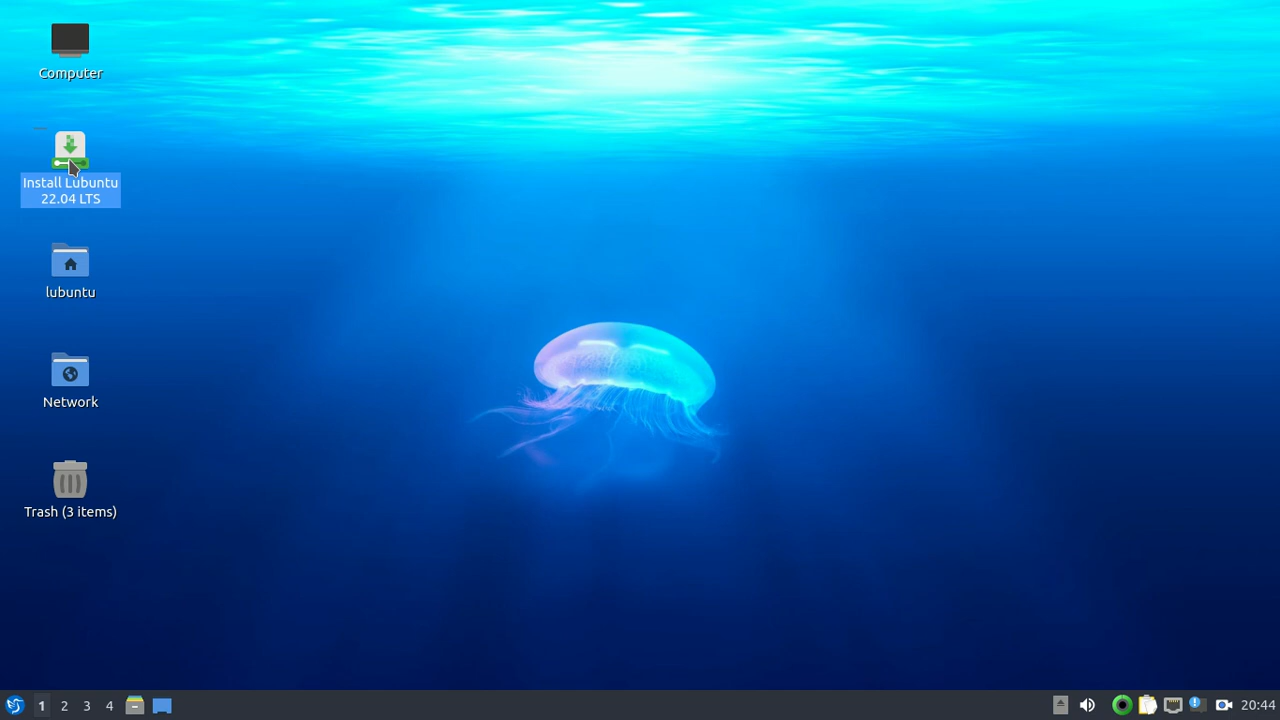 Computer
Install Lubuntu
22.04 LTS
lubuntu
Network
Trash (3 items)
1 2 3 4
20:44